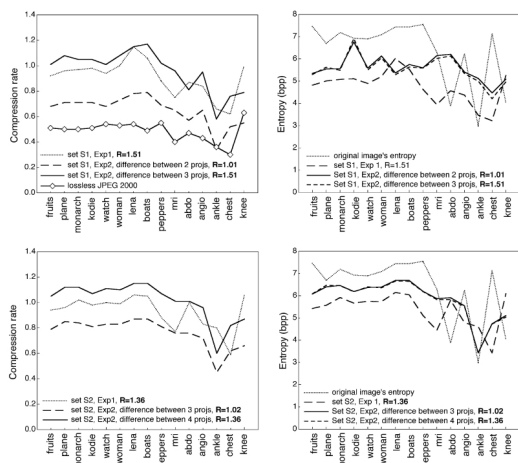 Compression rate
1.4
1.2
1.0
0.8
0.6
0.4
0.2
0.0
set S1, Exp1, R=1.51
set S1, Exp2, difference between 2 projs, R=1.01
set S1, Exp2, difference between 3 projs, R=1.51
lossless JPEG 2000
fruits
plane
monarch
kodie
watch
woman
lena
boats
peppers
mri
abdo
angio
ankle
chest
knee
Entropy (bpp)
8
7
6
5
4
3
2
1
0
original image's entropy
set S1, Exp 1, R=1.51
set S1, Exp2, difference between 2 projs, R=1.01
set S1, Exp2, difference between 3 projs, R=1.51
fruits
plane
monarch
kodie
watch
woman
lena
boats
peppers
mri
abdo
angio
ankle
chest
knee
Compression rate
1.4
1.2
1.0
0.8
0.6
0.4
0.2
0.0
set S2, Exp1, R=1.36
set S2, Exp2, difference between 3 projs, R=1.02
set S2, Exp2, difference between 4 projs, R=1.36
fruits
plane
monarch
kodie
watch
woman
lena
boats
peppers
mri
abdo
angio
ankle
chest
knee
Entropy (bpp)
8
7
6
5
4
3
2
1
0
original image's entropy
set S2, Exp 1, R=1.36
set S2, Exp2, difference between 3 projs, R=1.02
set S2, Exp2, difference between 4 projs, R=1.36
fruits
plane
monarch
kodie
watch
woman
lena
boats
peppers
mri
abdo
angio
ankle
chest
knee